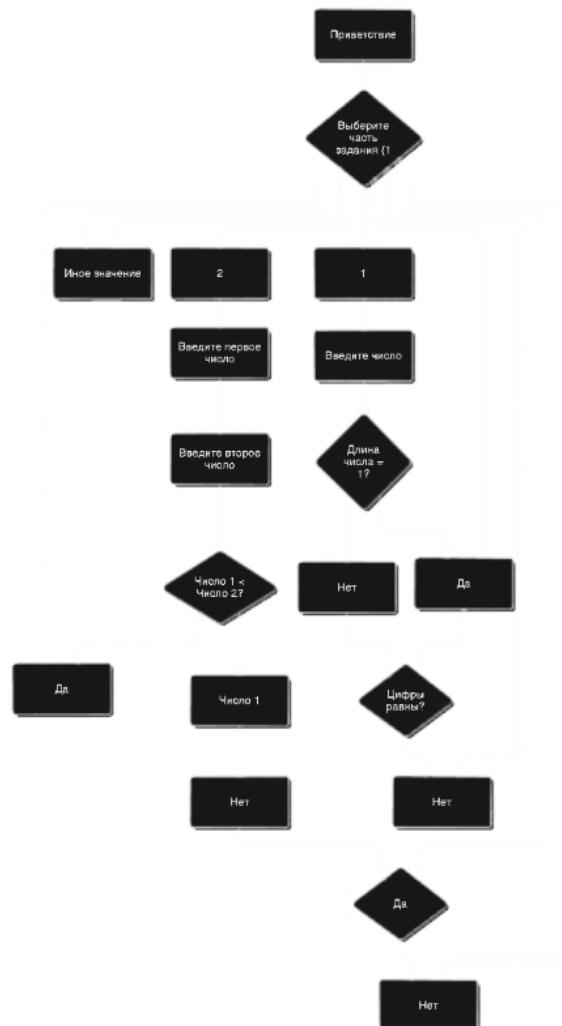 Приветствие
Выберите
часть
задания (1
Иное значение
2
1
Введите первое
число
Введите число
Введите второе
число
Длина
числа =
1?
Число 1 <
Число 2?
Нет
Да
Да
Число 1
Цифры
равны?
Нет
Нет
Да
Нет